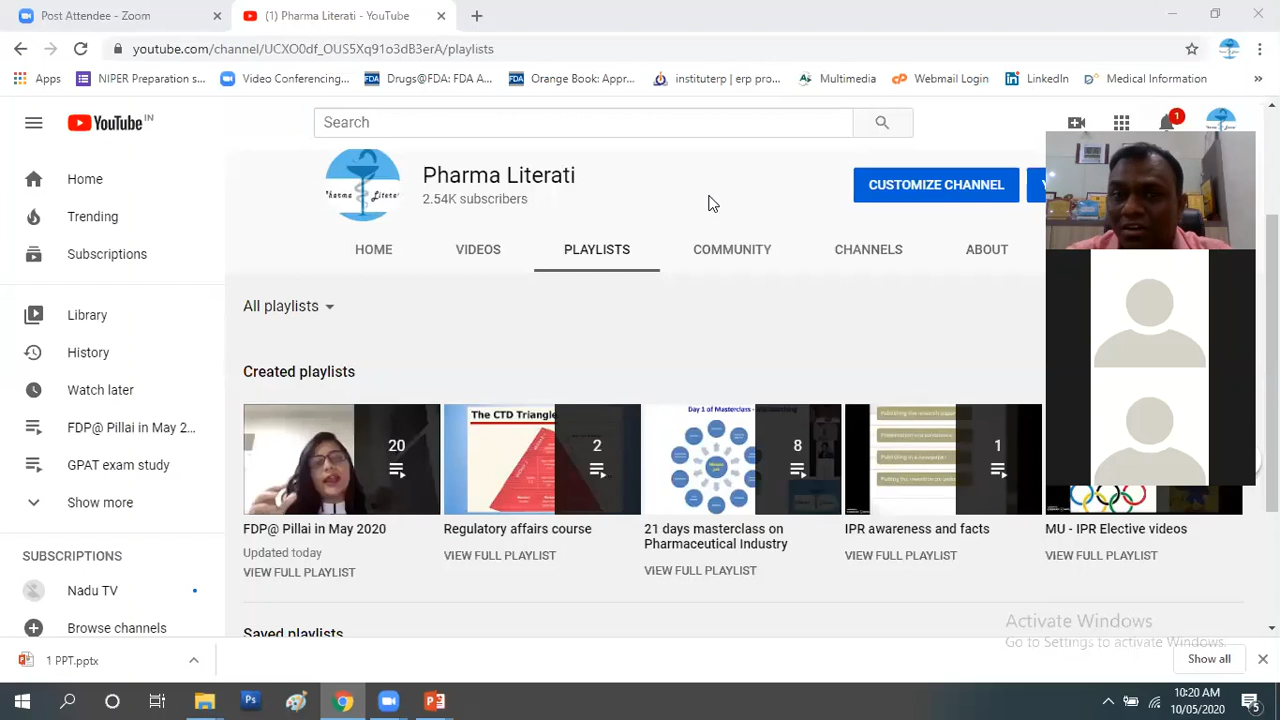 Post Attendee - Zoom
(1) Pharma Literati - YouTube
youtube.com/channel/UCXO0df_OUS5Xq91o3dB3erA/playlists
Apps
NIPER Preparation s...
Video Conferencing...
FDA
Drugs@FDA: FDA A...
FDA
Orange Book: Appr...
instituterp | erp pro...
Multimedia
cP Webmail Login
LinkedIn
Medical Information
»
YouTube IN
Search
1
Home
Trending
Subscriptions
Library
History
Watch later
FDP@ Pillai in May 2...
GPAT exam study
Show more
SUBSCRIPTIONS
Nadu TV
Browse channels
Pharma Literati
2.54K subscribers
CUSTOMIZE CHANNEL
HOME
VIDEOS
PLAYLISTS
COMMUNITY
CHANNELS
ABOUT
All playlists
Created playlists
20
The CTD Triangle
2
Day 1 of Masterclass
8
1
FDP@ Pillai in May 2020
Updated today
VIEW FULL PLAYLIST
Regulatory affairs course
VIEW FULL PLAYLIST
21 days masterclass on
Pharmaceutical Industry
VIEW FULL PLAYLIST
IPR awareness and facts
VIEW FULL PLAYLIST
MU - IPR Elective videos
VIEW FULL PLAYLIST
Saved playlists
Activate Windows
Go to Settings to activate Windows.
1 PPT.pptx
Show all
10:20 AM
10/05/2020
5